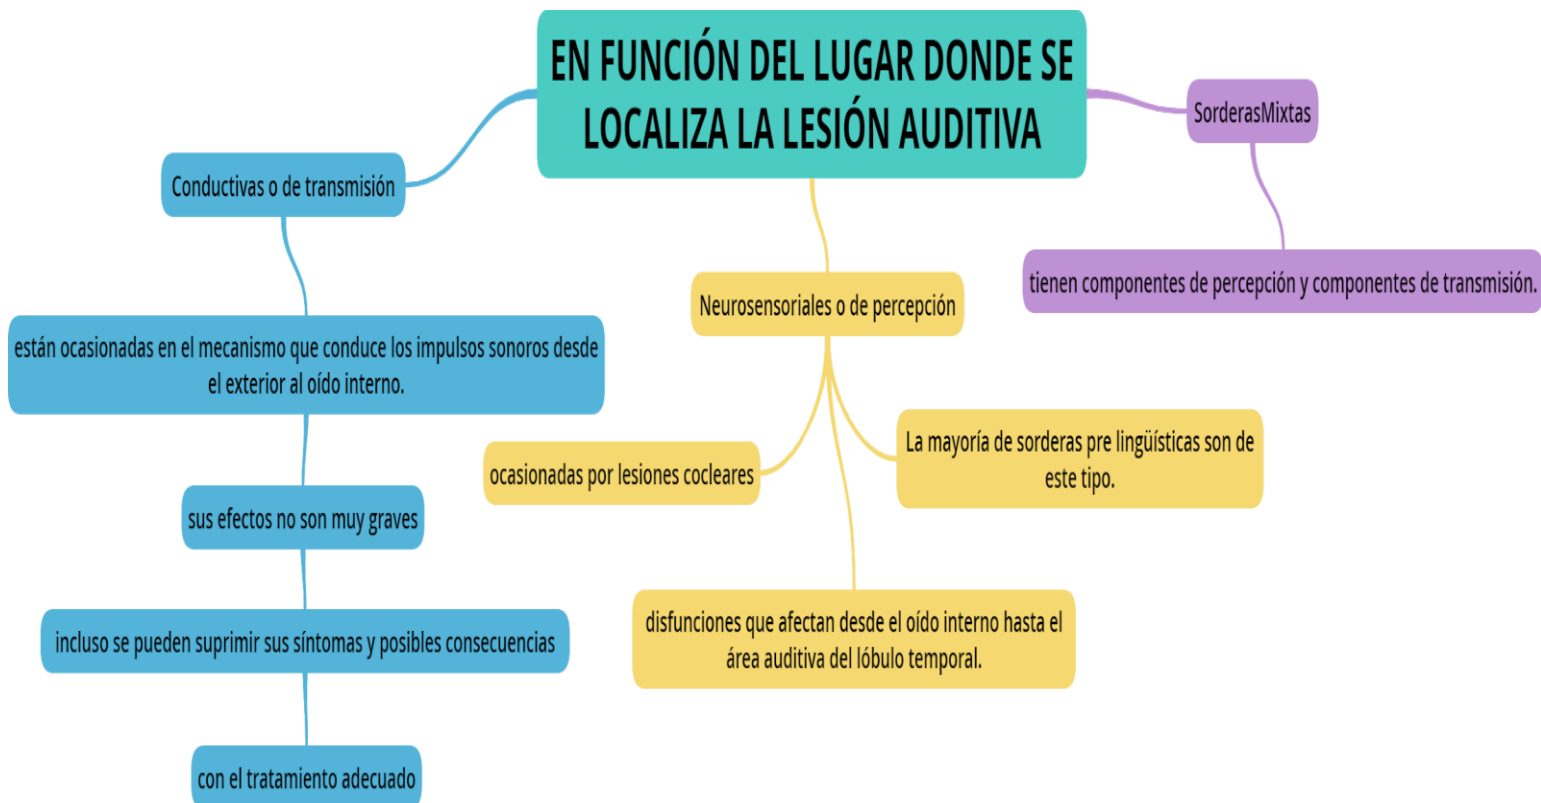 EN FUNCIÓN DEL LUGAR DONDE SE
LOCALIZA LA LESIÓN AUDITIVA
Conductivas o de transmisión
están ocasionadas en el mecanismo que conduce los impulsos sonoros desde
el exterior al oído interno.
sus efectos no son muy graves
incluso se pueden suprimir sus síntomas y posibles consecuencias
con el tratamiento adecuado
Neurosensoriales o de percepción
ocasionadas por lesiones cocleares
disfunciones que afectan desde el oído interno hasta el
área auditiva del lóbulo temporal.
La mayoría de sorderas pre lingüísticas son de
este tipo.
SorderasMixtas
tienen componentes de percepción y componentes de transmisión.